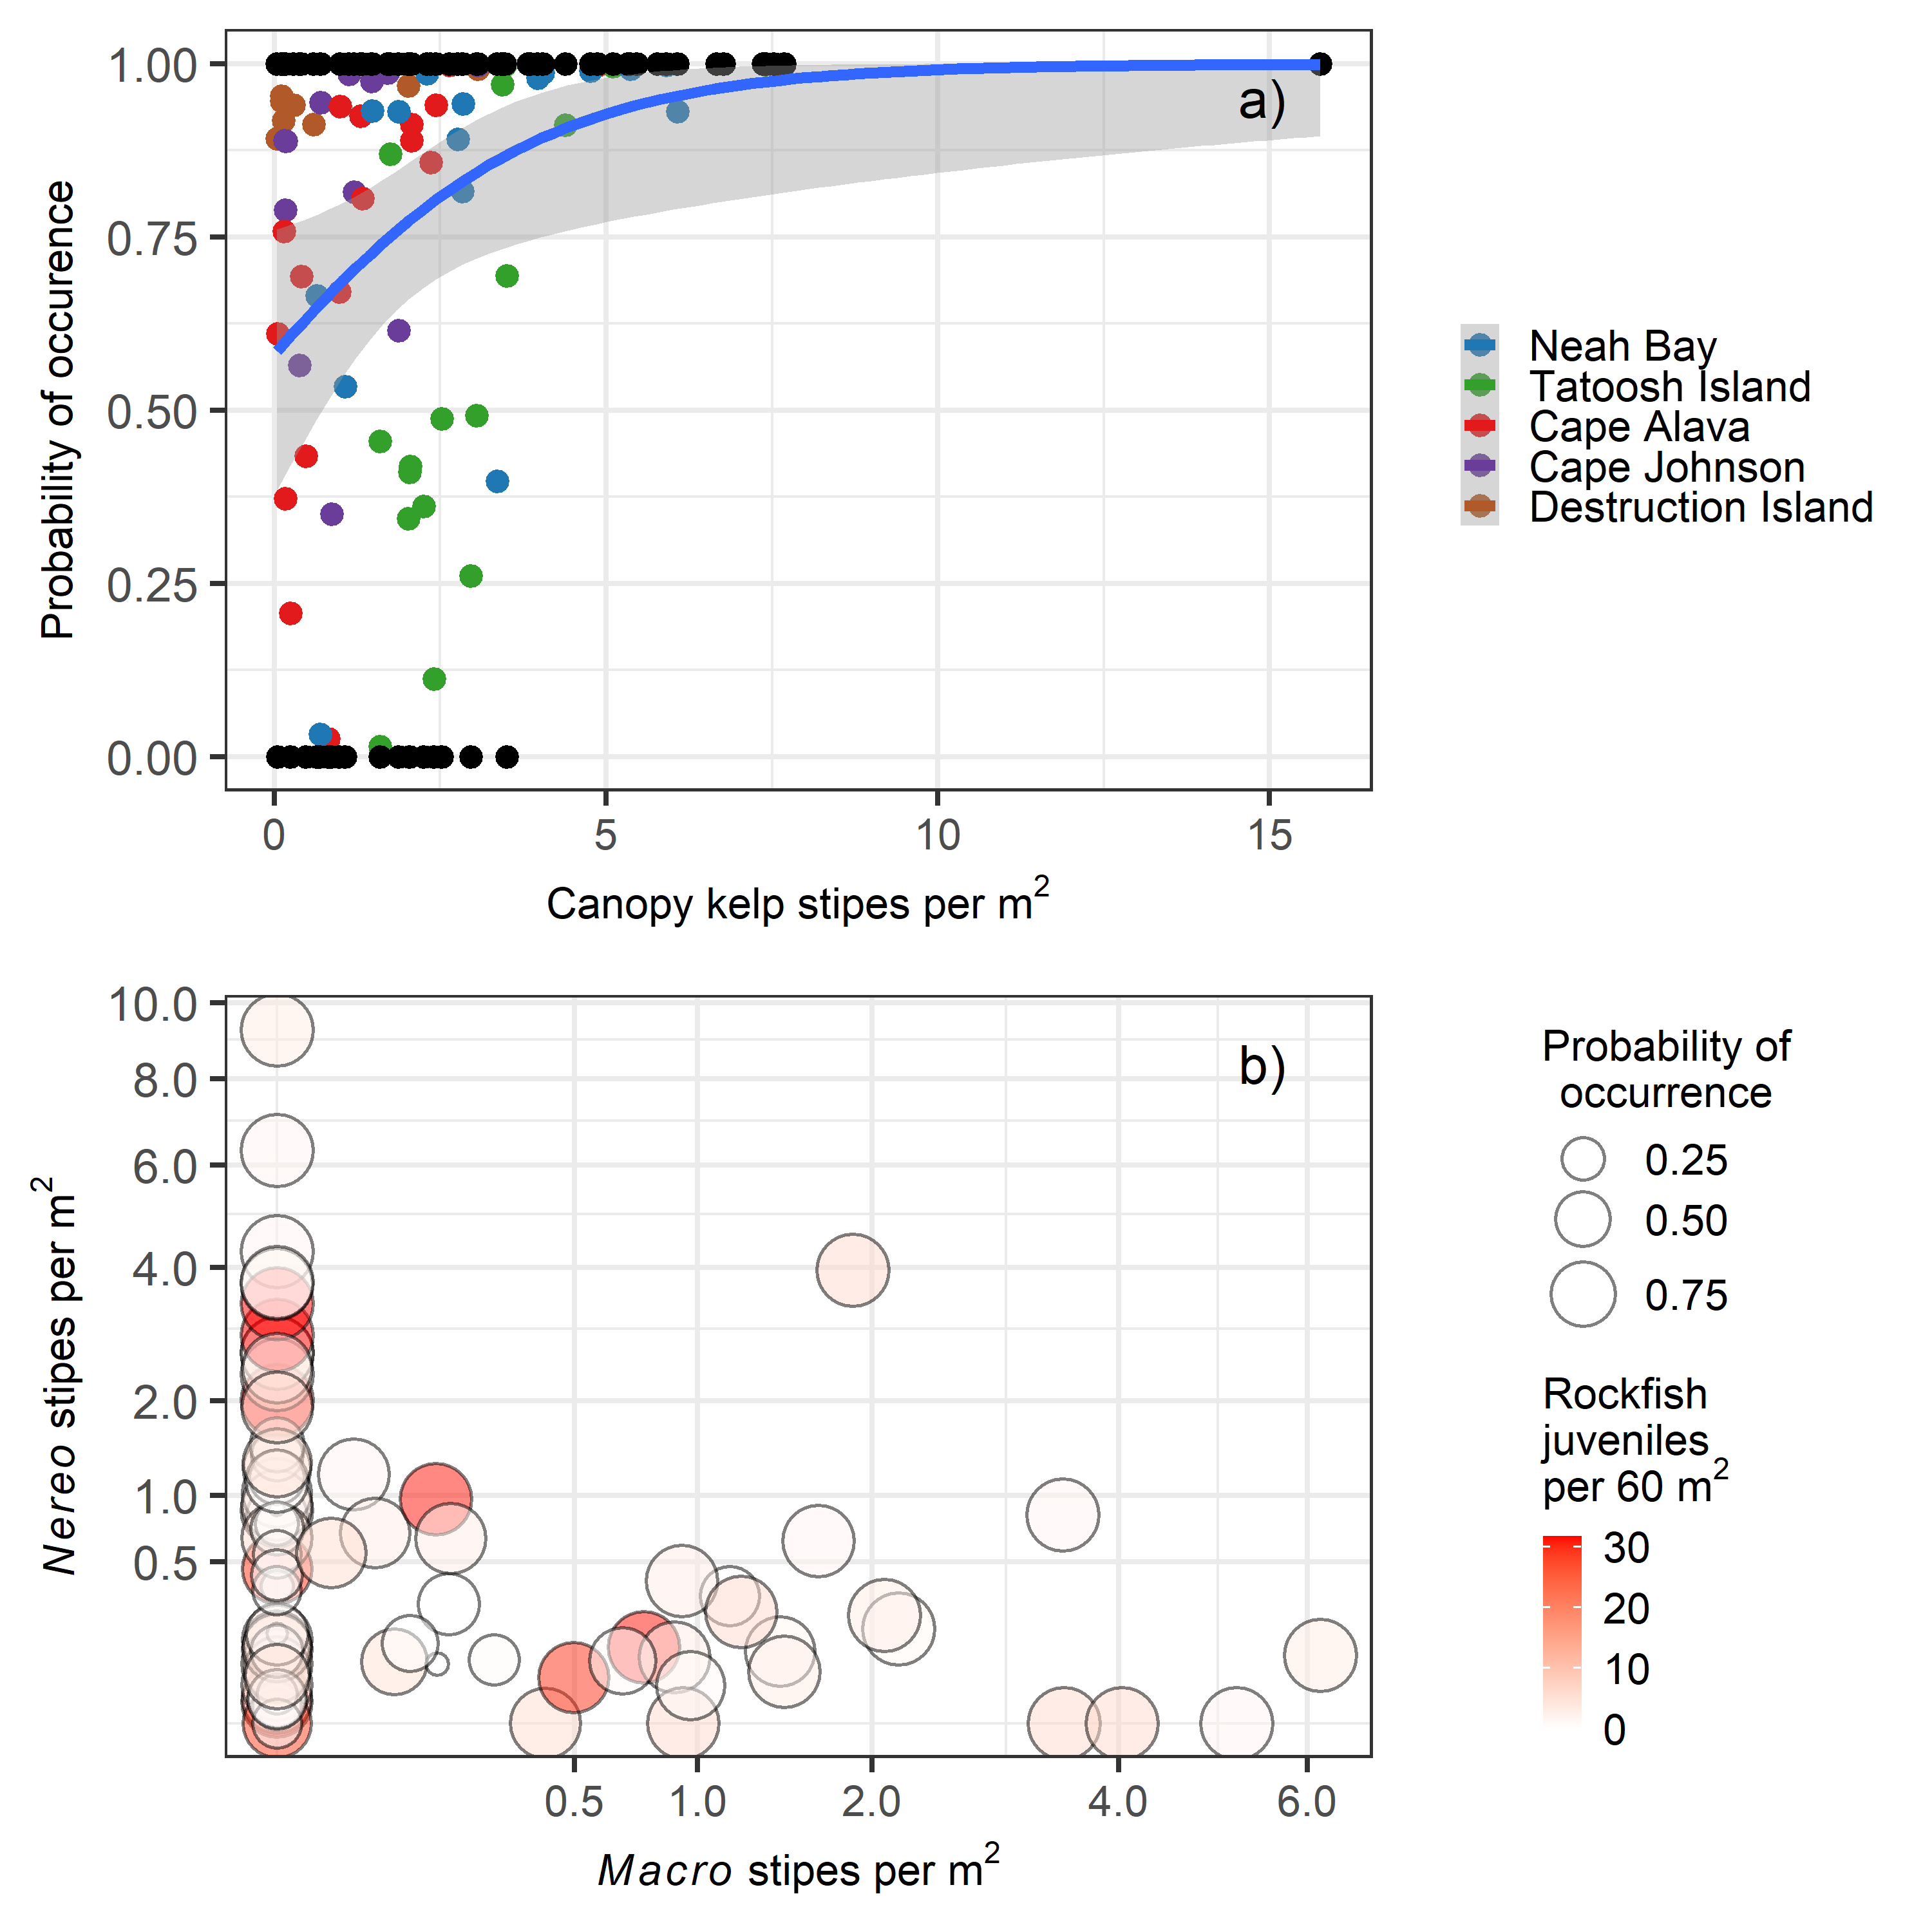 1.00
0.75
0.50
0.25
0.00
Probability of occurence
a)
0
5
10
15
Canopy kelp stipes per m²
Neah Bay
Tatoosh Island
Cape Alava
Cape Johnson
Destruction Island
10.0
8.0
6.0
4.0
2.0
1.0
0.5
Nereo stipes per m²
b)
0.5
1.0
2.0
4.0
6.0
Macro stipes per m²
Probability of
occurrence
0.25
0.50
0.75
Rockfish
juveniles
per 60 m²
30
20
10
0